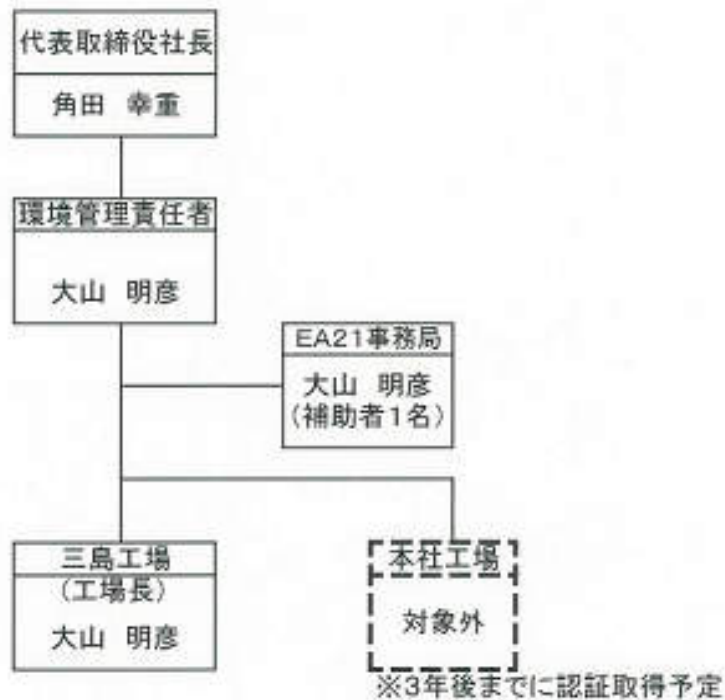 代表取締役社長
角田 幸重
環境管理責任者
大山 明彦
EA21事務局
大山 明彦
(補助者1名)
三島工場
(工場長)
大山 明彦
本社工場
対象外
※3年後までに認証取得予定